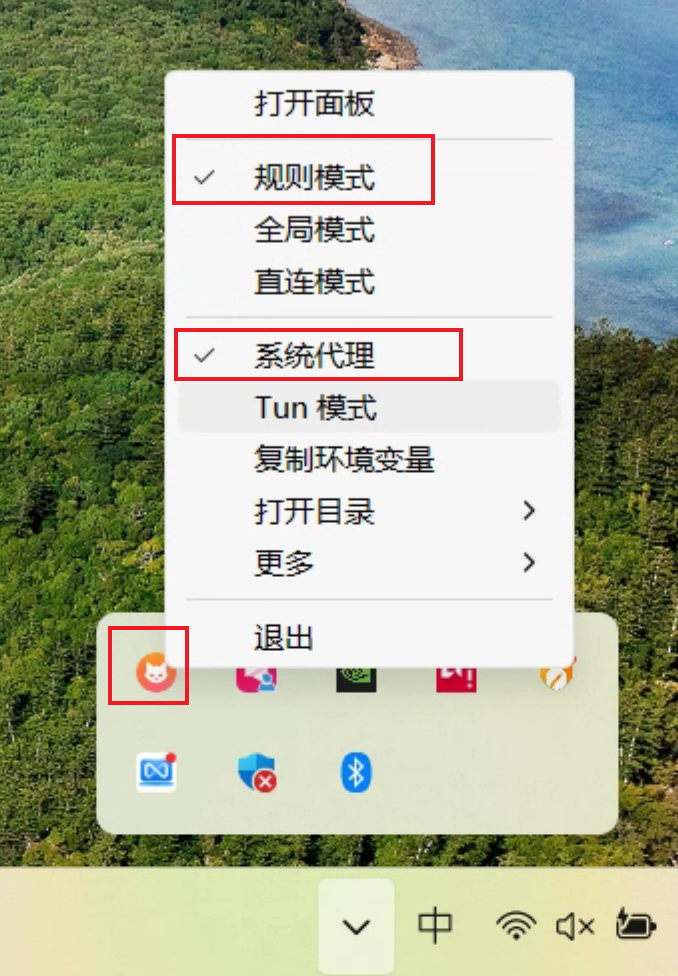 打开面板
规则模式
全局模式
直连模式
系统代理
Tun 模式
复制环境变量
打开目录
更多
退出
中